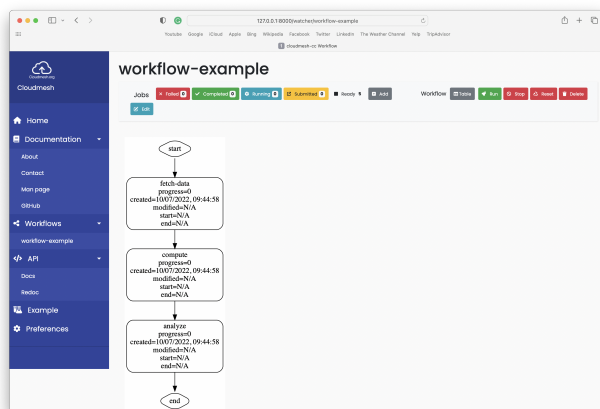 127.0.0.1:8000/watcher/workflow-example
Youtube Google iCloud Apple Bing Wikipedia Facebook Twitter LinkedIn The Weather Channel Yelp TripAdvisor
cloudmesh-cc Workflow
Cloudmesh.org
Cloudmesh
Home
Documentation
About
Contact
Man page
GitHub
Workflows
workflow-example
API
Docs
Redoc
Example
Preferences
workflow-example
Jobs Failed 0 Completed 0 Running 0 Submitted 0 Ready 5 Add Workflow Table Run Stop Reset Delete
Edit
start
fetch-data
progress=0
created=10/07/2022, 09:44:58
modified=N/A
start=N/A
end=N/A
compute
progress=0
created=10/07/2022, 09:44:58
modified=N/A
start=N/A
end=N/A
analyze
progress=0
created=10/07/2022, 09:44:58
modified=N/A
start=N/A
end=N/A
end